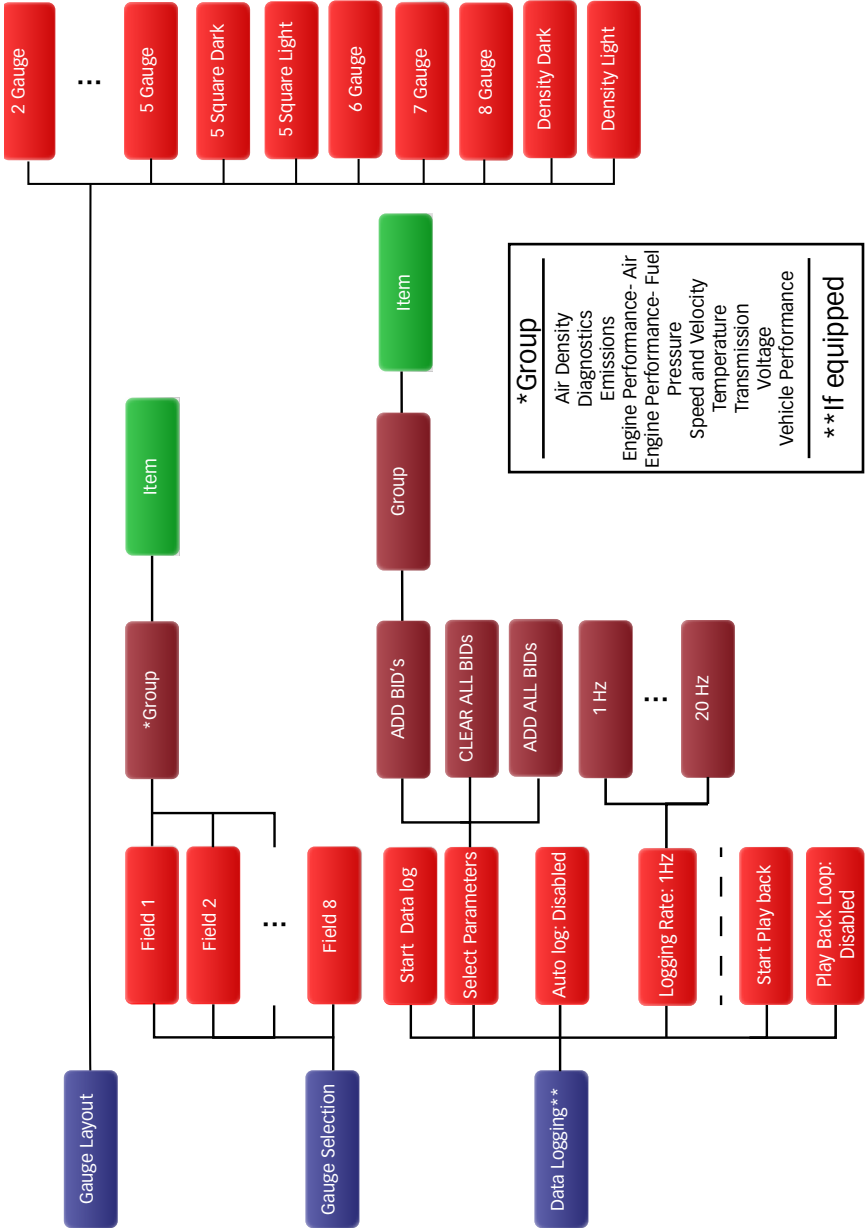 Gauge Layout
2 Gauge
...
5 Gauge
5 Square Dark
5 Square Light
6 Gauge
7 Gauge
8 Gauge
Density Dark
Density Light
Gauge Selection
Field 1
Field 2
...
Field 8
*Group
Item
Data Logging**
Start Data log
Select Parameters
ADD BID's
CLEAR ALL BIDs
ADD ALL BIDs
Group
Item
Auto log: Disabled
Logging Rate: 1Hz
1 Hz
...
20 Hz
Start Play back
Play Back Loop:
Disabled
*Group
Air Density
Diagnostics
Emissions
Engine Performance- Air
Engine Performance- Fuel
Pressure
Speed and Velocity
Temperature
Transmission
Voltage
Vehicle Performance
**If equipped